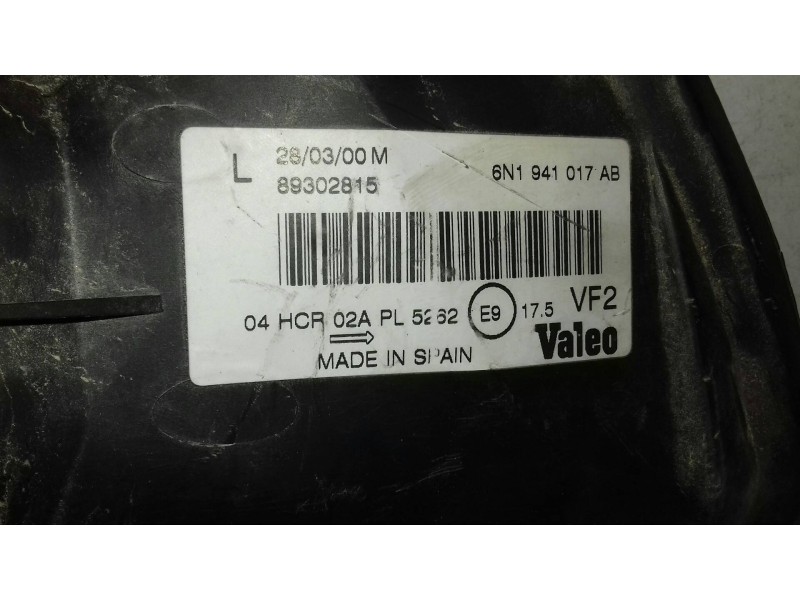 L 28/03/00 M 6N1 941 017 AB
89302815
04 HCR 02A PL 5262 E9 17.5 VF2
MADE IN SPAIN Valeo